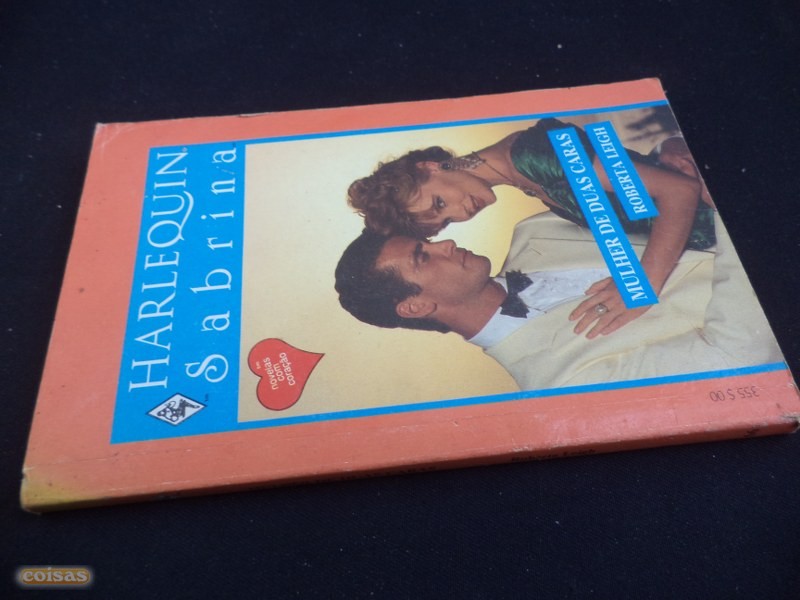 HARLEQUIN®
Sabrina
novelas
com
coração
MULHER DE DUAS CARAS
ROBERTA LEIGH
355$00
coisas